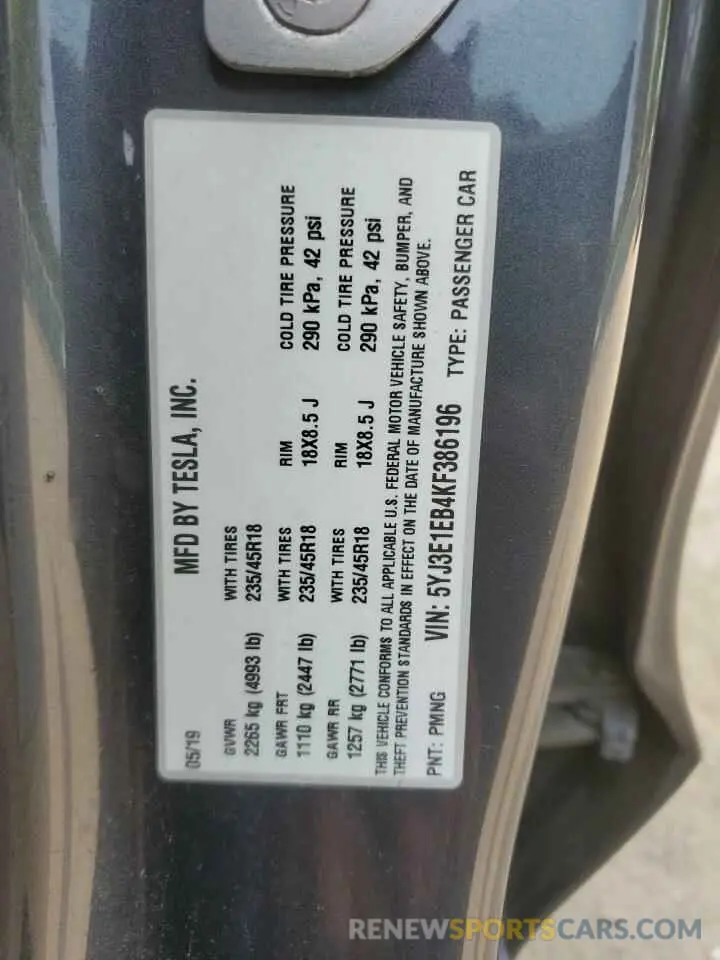 05/19 MFD BY TESLA, INC.
GVWR WITH TIRES
2265 kg (4993 lb) 235/45R18
GAWR FRT WITH TIRES RIM COLD TIRE PRESSURE
1110 kg (2447 lb) 235/45R18 18X8.5 J 290 kPa, 42 psi
GAWR RR WITH TIRES RIM COLD TIRE PRESSURE
1257 kg (2771 lb) 235/45R18 18X8.5 J 290 kPa, 42 psi
THIS VEHICLE CONFORMS TO ALL APPLICABLE U.S. FEDERAL MOTOR VEHICLE SAFETY, BUMPER, AND
THEFT PREVENTION STANDARDS IN EFFECT ON THE DATE OF MANUFACTURE SHOWN ABOVE.
PNT: PMNG VIN: 5YJ3E1EB4KF386196 TYPE: PASSENGER CAR
RENEWSPORTSCARS.COM